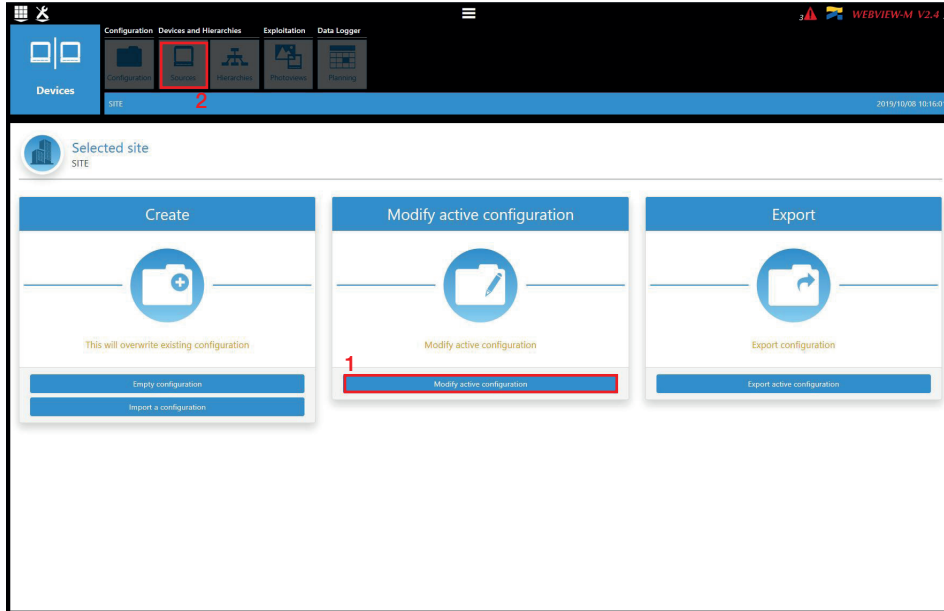 3 WEBVIEW-M V2.4
Configuration Devices and Hierarchies Exploitation Data Logger
Configuration Sources Hierarchies Photoviews Planning
Devices
2
SITE 2019/10/08 10:16:01
Selected site
SITE
Create Modify active configuration Export
This will overwrite existing configuration Modify active configuration Export configuration
1
Empty configuration Modify active configuration Export active configuration
Import a configuration